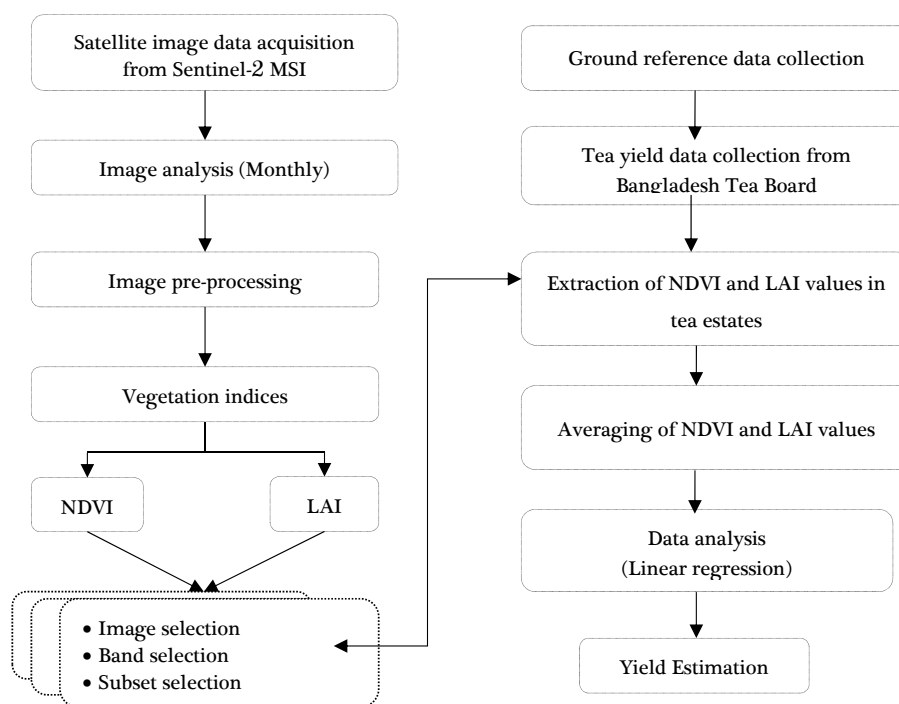 Satellite image data acquisition
from Sentinel-2 MSI
Image analysis (Monthly)
Image pre-processing
Vegetation indices
NDVI
LAI
• Image selection
• Band selection
• Subset selection
Ground reference data collection
Tea yield data collection from
Bangladesh Tea Board
Extraction of NDVI and LAI values in
tea estates
Averaging of NDVI and LAI values
Data analysis
(Linear regression)
Yield Estimation